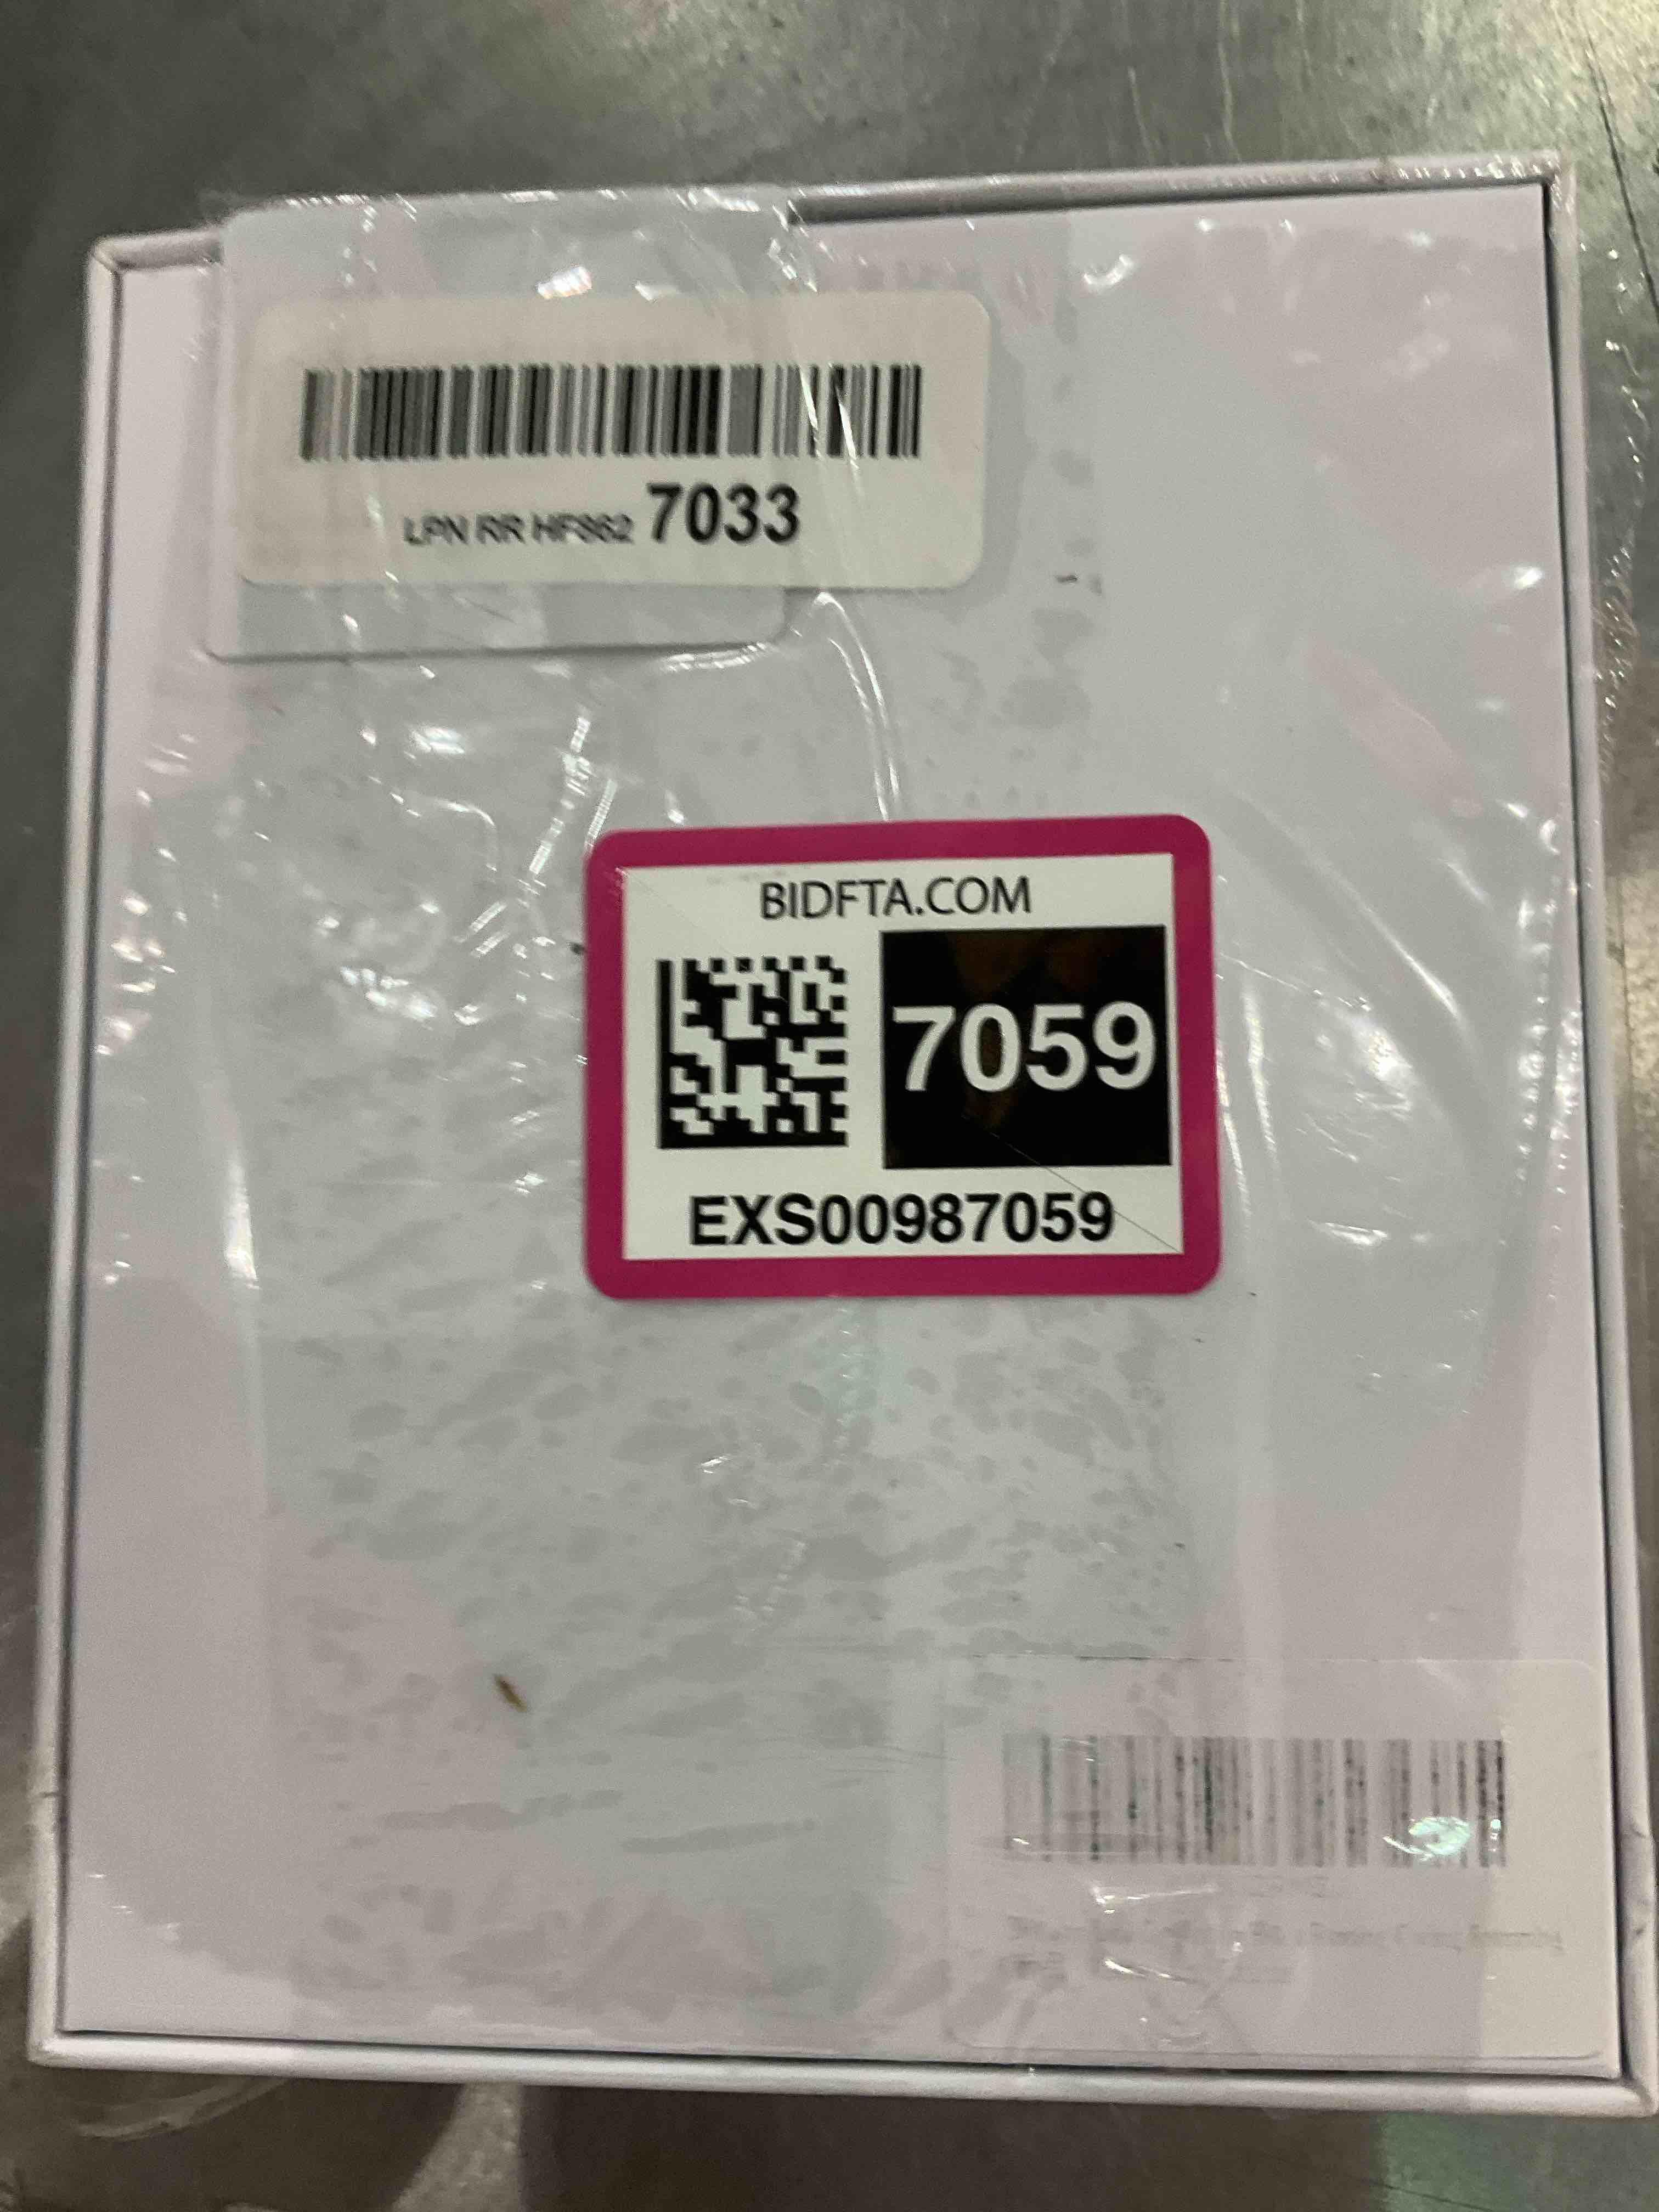 LPN RR HF862 7033
BIDFTA.COM
7059
EXS00987059